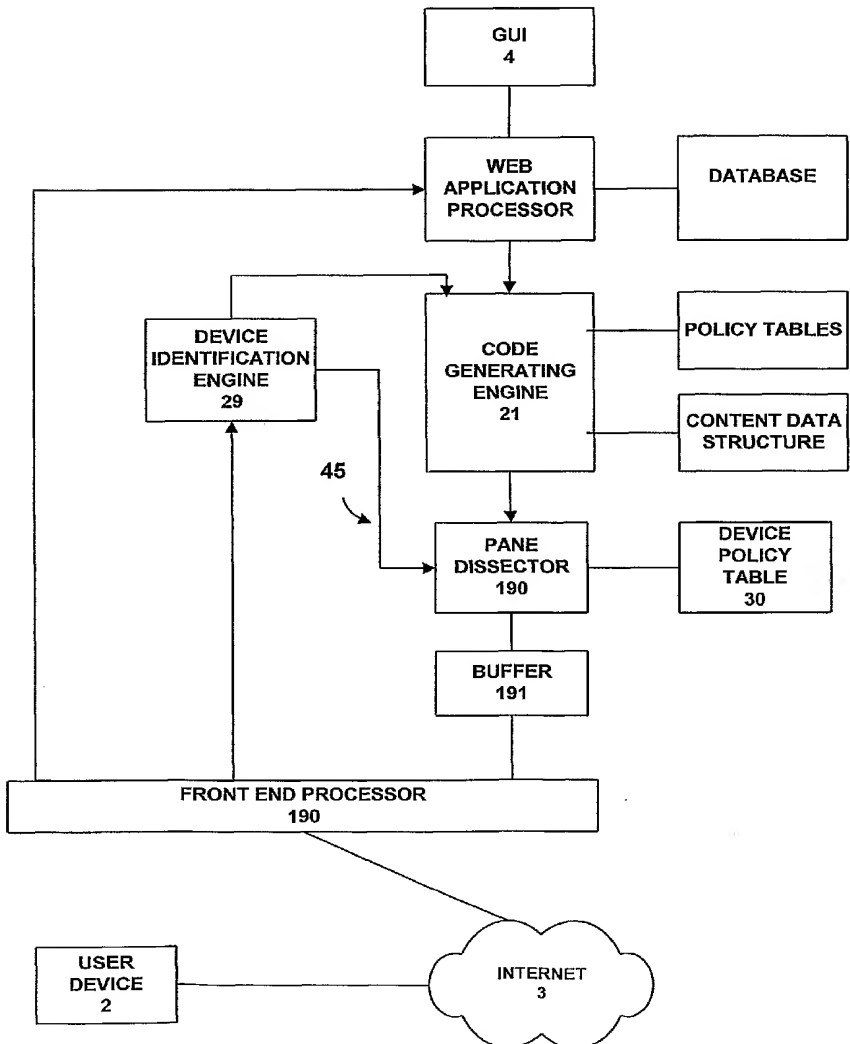 GUI
4
WEB
APPLICATION
PROCESSOR
DATABASE
DEVICE
IDENTIFICATION
ENGINE
29
CODE
GENERATING
ENGINE
21
POLICY TABLES
CONTENT DATA
STRUCTURE
45
PANE
DISSECTOR
190
DEVICE
POLICY
TABLE
30
BUFFER
191
FRONT END PROCESSOR
190
USER
DEVICE
2
INTERNET
3